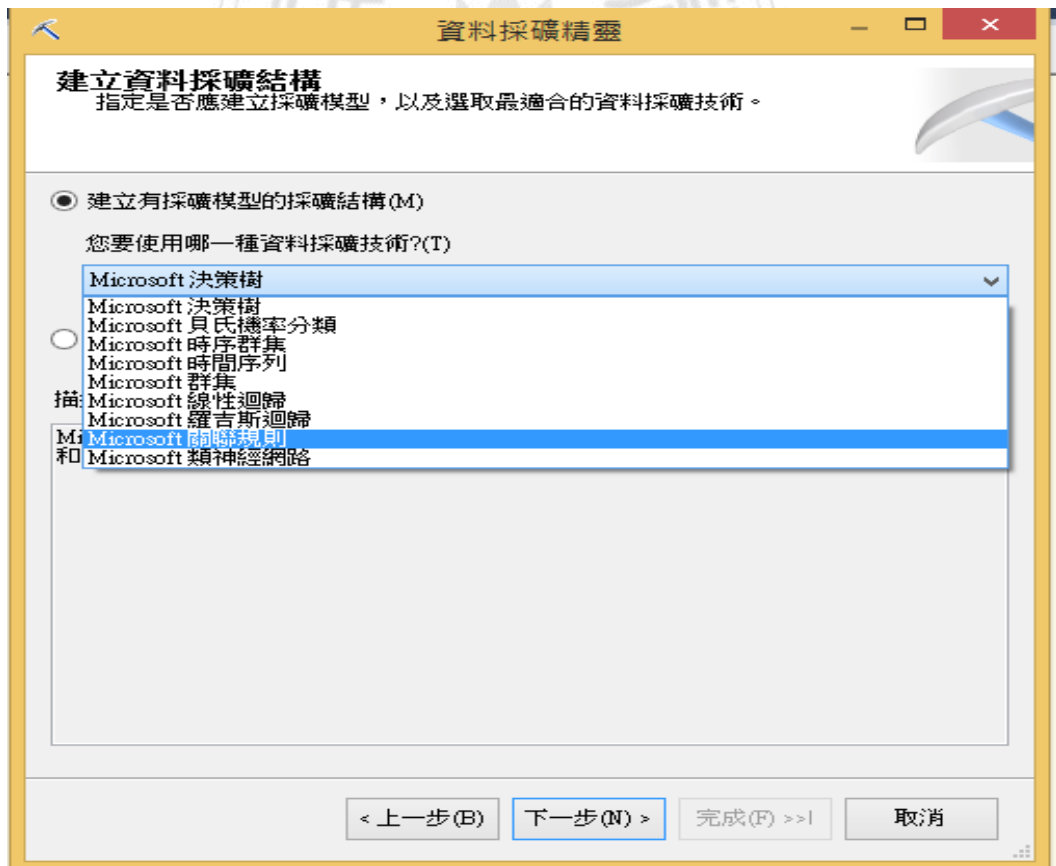 資料採礦精靈
建立資料採礦結構
指定是否應建立採礦模型，以及選取最適合的資料採礦技術。
建立有採礦模型的採礦結構(M)
您要使用哪一種資料採礦技術?(T)
Microsoft 決策樹
Microsoft 決策樹
Microsoft 貝氏機率分類
Microsoft 時序群集
Microsoft 時間序列
Microsoft 群集
描
Microsoft 線性迴歸
Microsoft 羅吉斯迴歸
Mi
Microsoft 關聯規則
和
Microsoft 類神經網路
< 上一步(B)
下一步(N) >
完成(F) >>|
取消